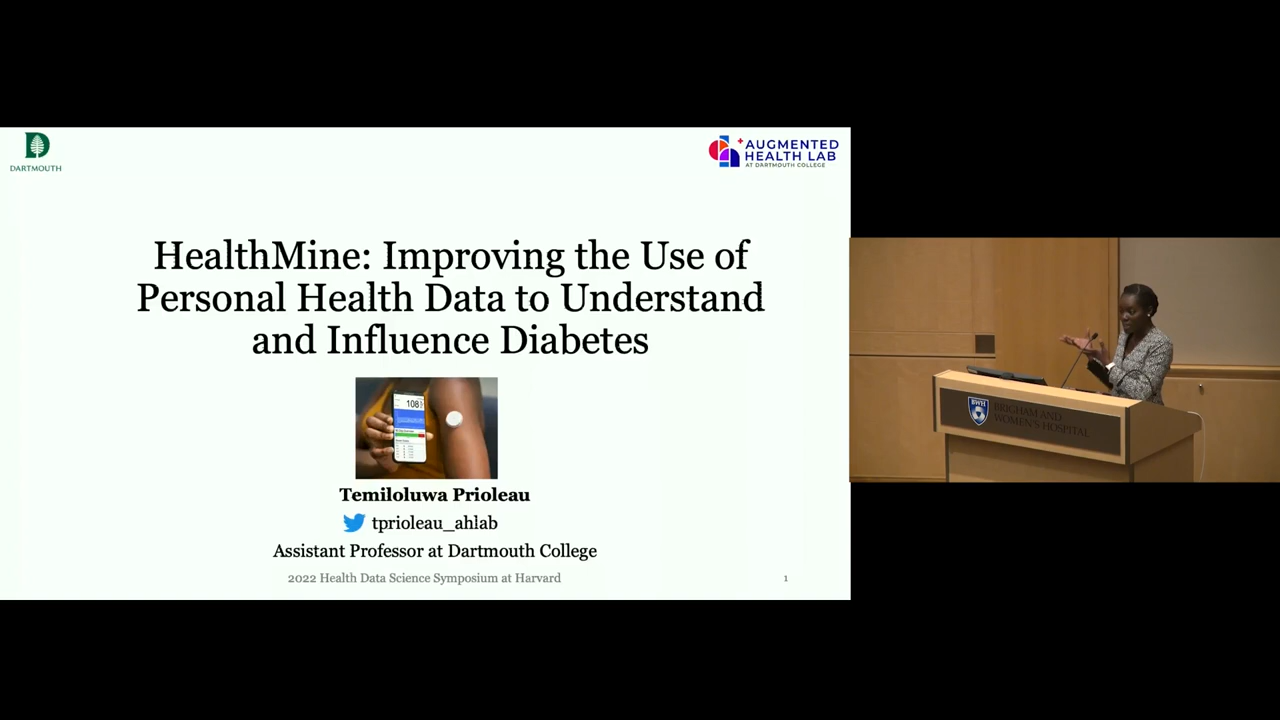 DARTMOUTH
AUGMENTED
HEALTH LAB
AT DARTMOUTH COLLEGE
HealthMine: Improving the Use of
Personal Health Data to Understand
and Influence Diabetes
108
Temiloluwa Prioleau
tprioleau_ahlab
Assistant Professor at Dartmouth College
2022 Health Data Science Symposium at Harvard
1
BWH
BRIGHAM AND
WOMEN'S HOSPITAL